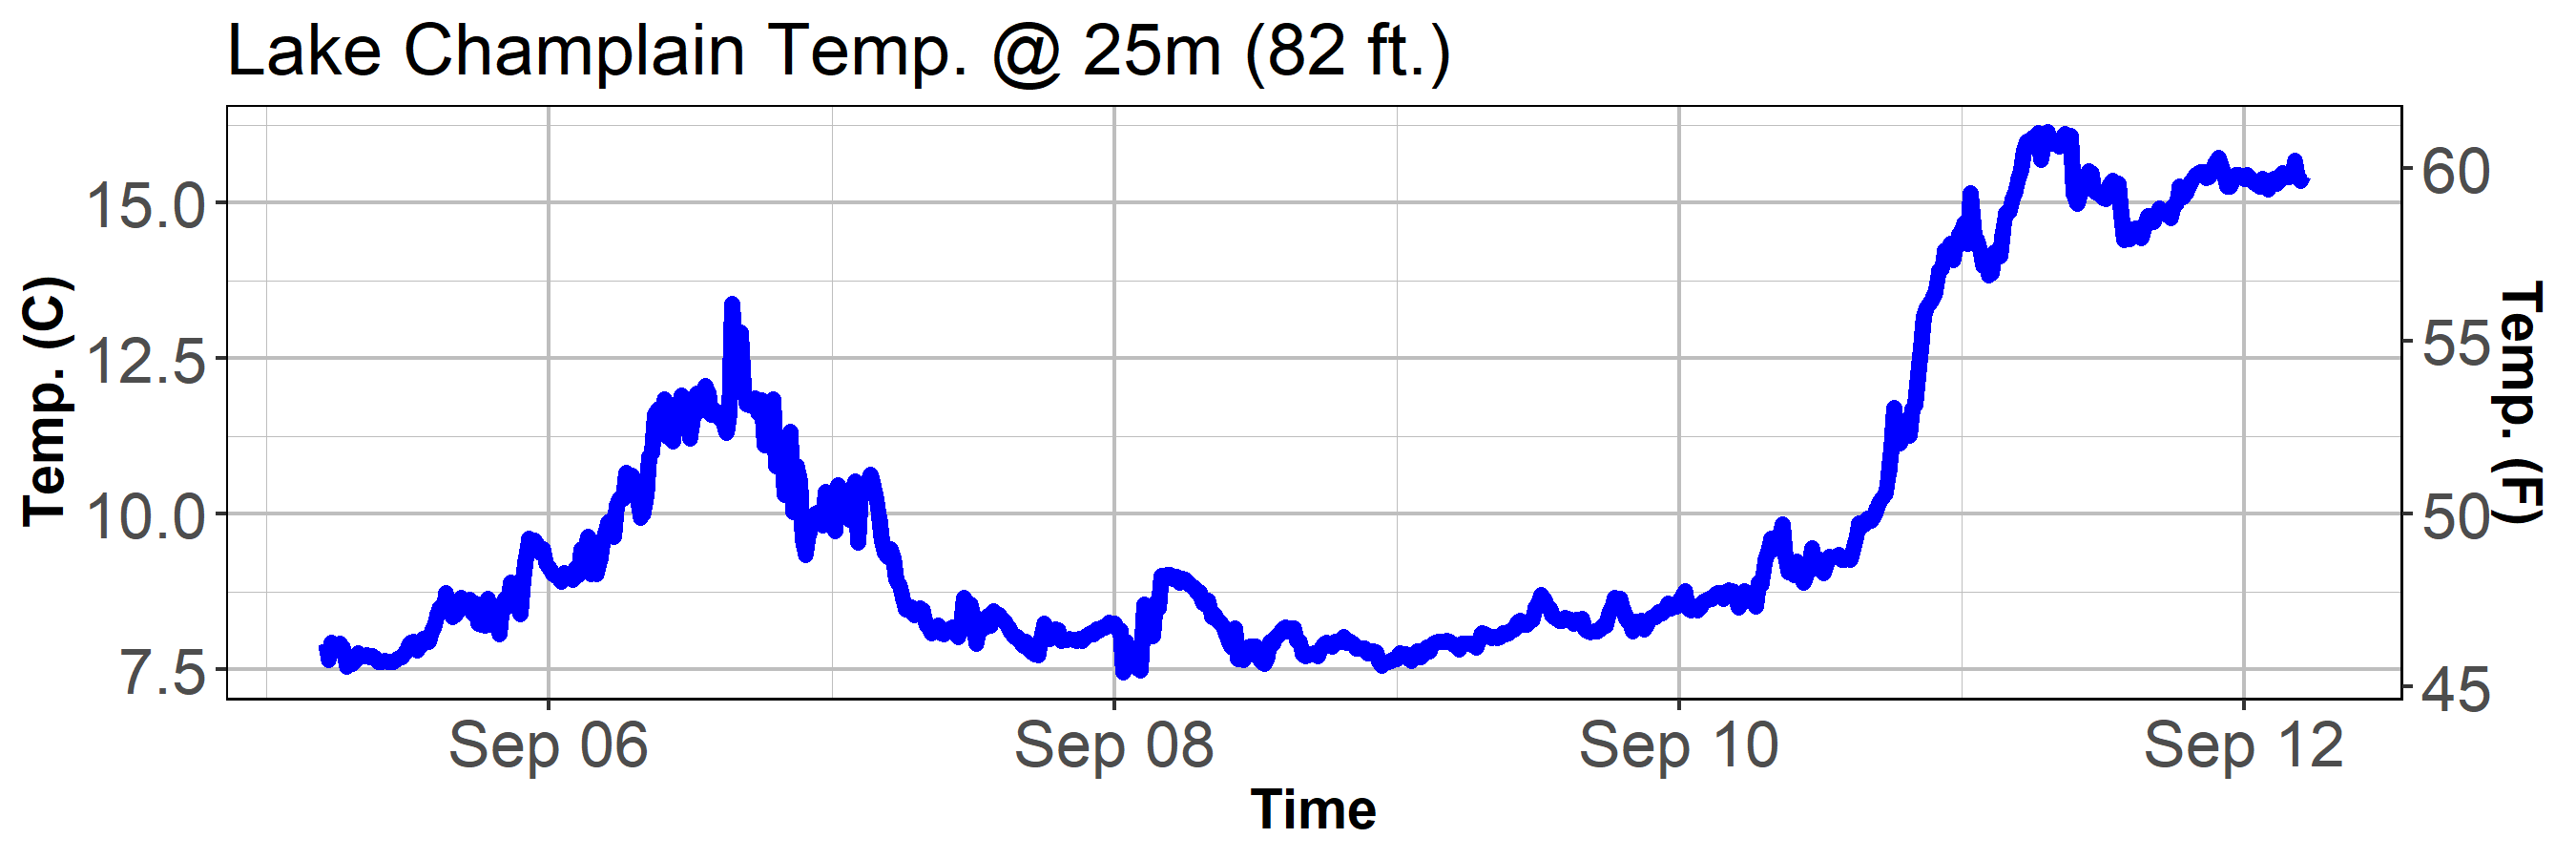 Lake Champlain Temp. @ 25m (82 ft.)
Temp. (C)
15.0
12.5
10.0
7.5
60
55
50
45
Temp. (F)
Sep 06
Sep 08
Sep 10
Sep 12
Time